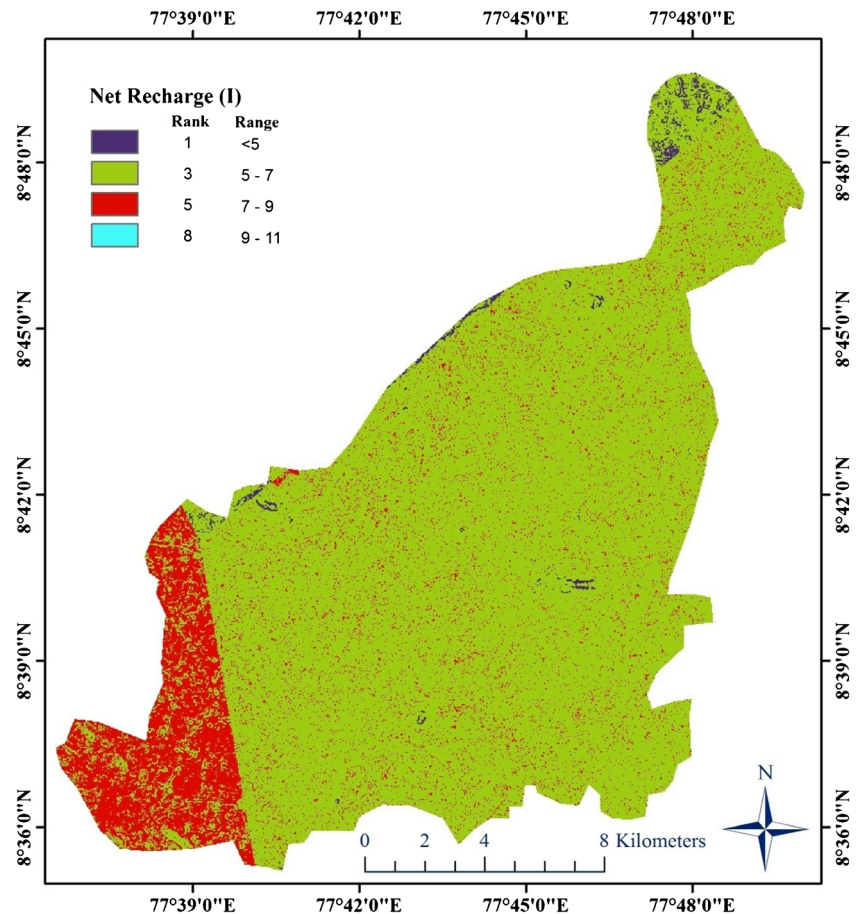 77°39'0"E 77°42'0"E 77°45'0"E 77°48'0"E
Net Recharge (I)
Rank Range
1 <5
3 5 - 7
5 7 - 9
8 9 - 11
8°48'0"N 8°48'0"N
8°45'0"N 8°45'0"N
8°42'0"N 8°42'0"N
8°39'0"N 8°39'0"N
8°36'0"N 8°36'0"N
N
0 2 4 8 Kilometers
77°39'0"E 77°42'0"E 77°45'0"E 77°48'0"E